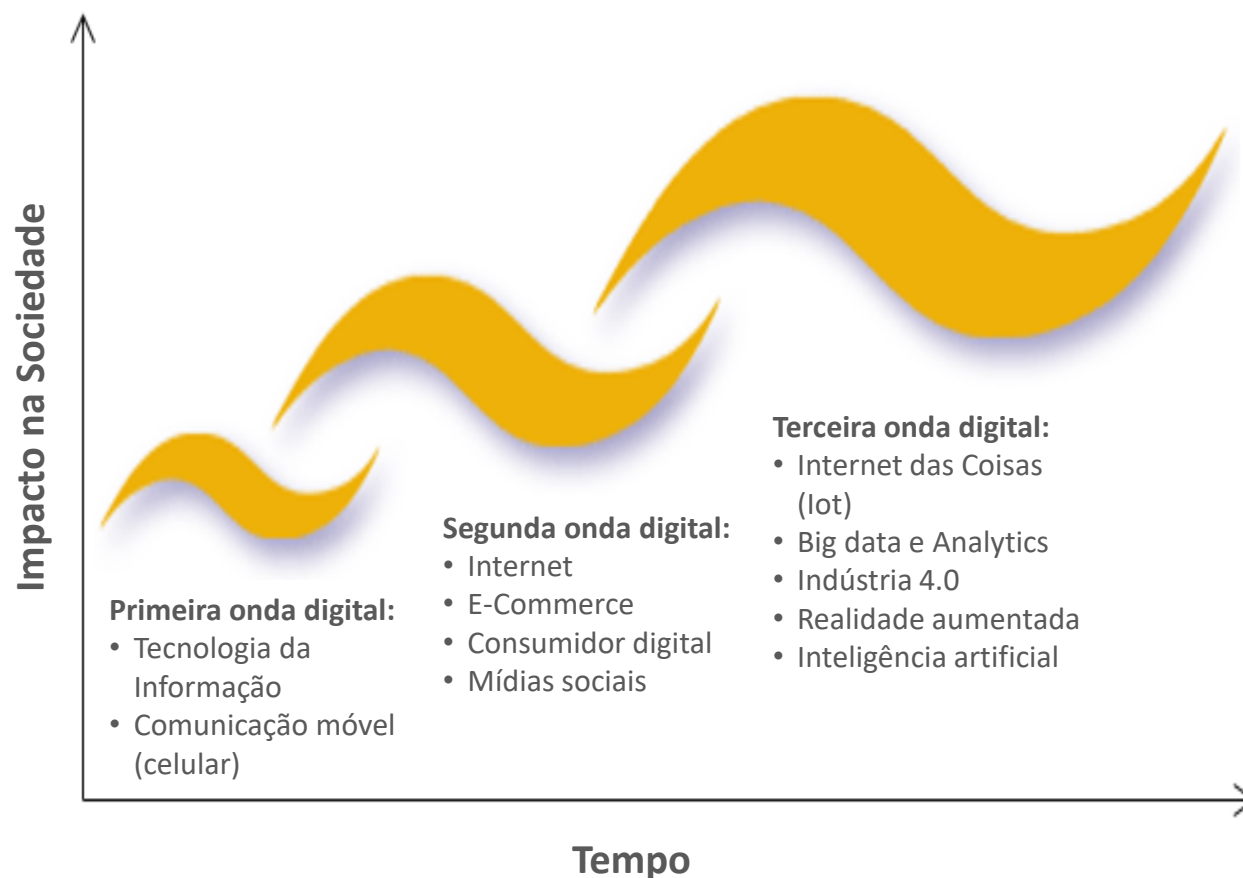 Impacto na Sociedade
Primeira onda digital:
• Tecnologia da
Informação
• Comunicação móvel
(celular)
Segunda onda digital:
• Internet
• E-Commerce
• Consumidor digital
• Mídias sociais
Terceira onda digital:
• Internet das Coisas
(Iot)
• Big data e Analytics
• Indústria 4.0
• Realidade aumentada
• Inteligência artificial
Tempo